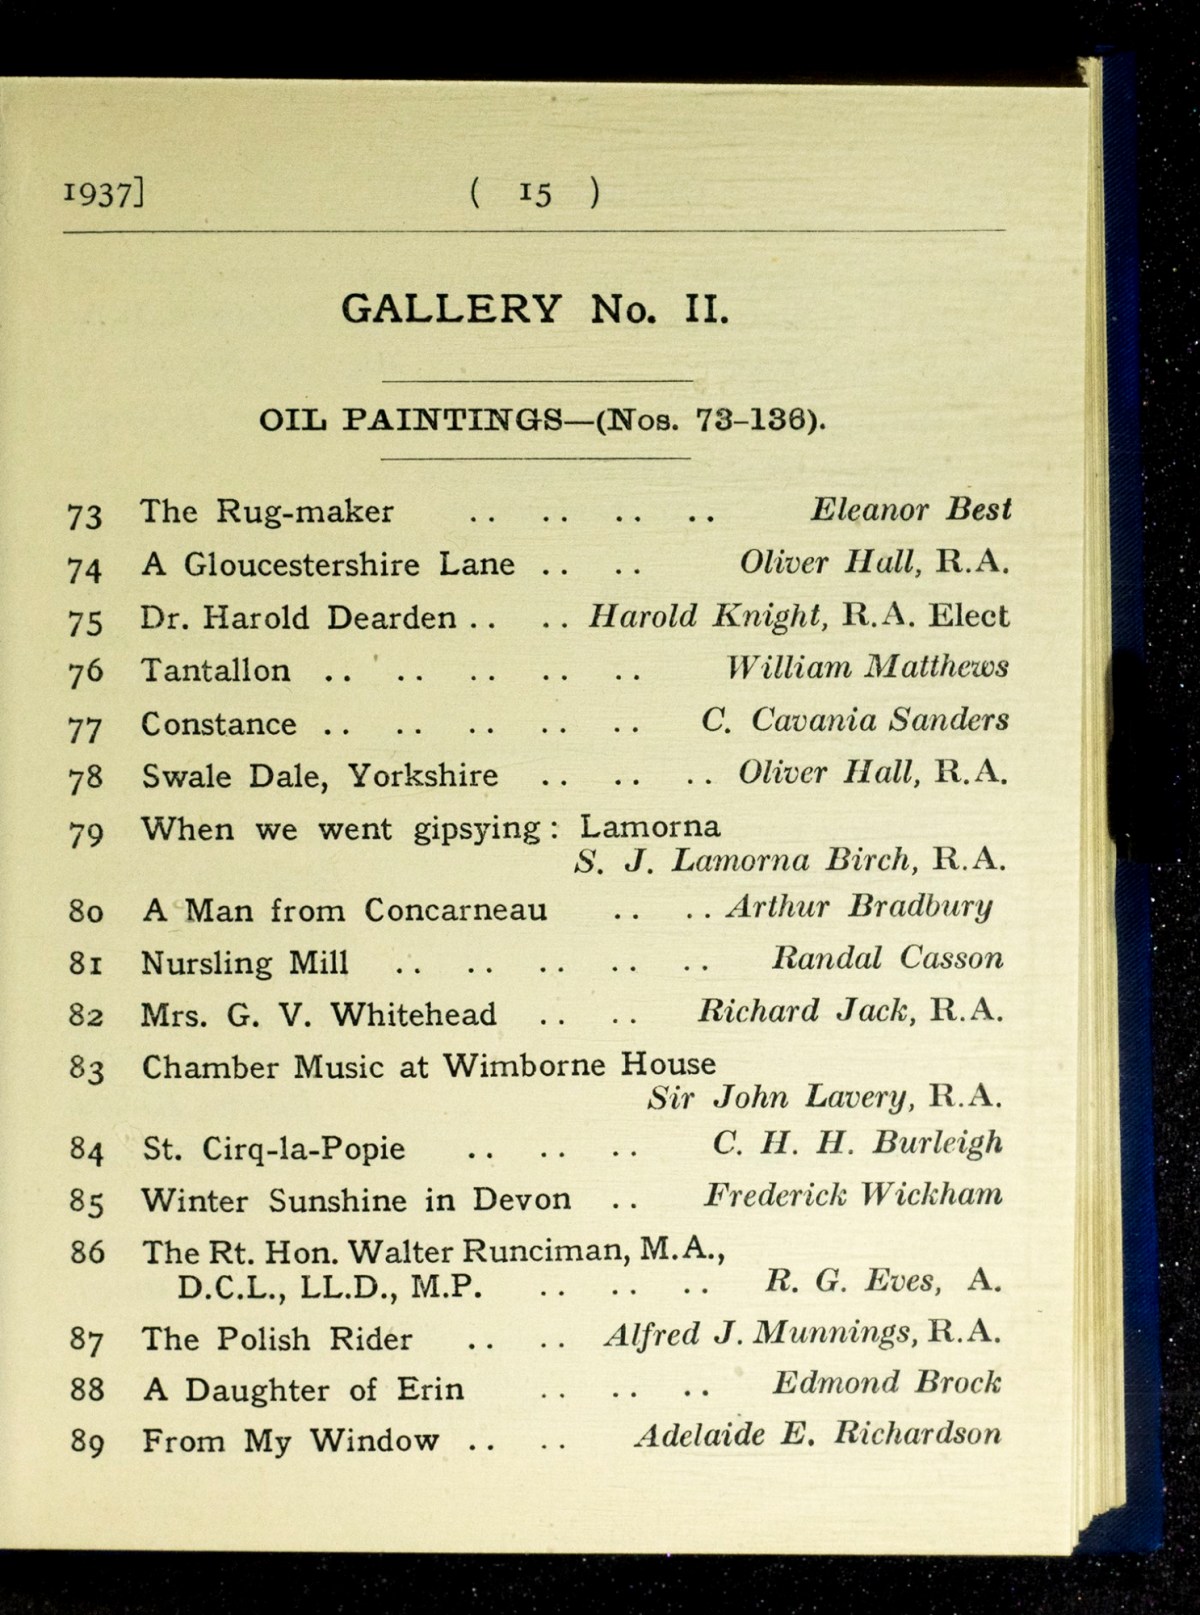 1937] ( 15 )
GALLERY No. II.
OIL PAINTINGS—(Nos. 73-136).
73 The Rug-maker .. .. .. .. Eleanor Best
74 A Gloucestershire Lane .. .. Oliver Hall, R.A.
75 Dr. Harold Dearden .. .. Harold Knight, R.A. Elect
76 Tantallon .. .. .. .. .. William Matthews
77 Constance .. .. .. .. .. C. Cavania Sanders
78 Swale Dale, Yorkshire .. .. .. Oliver Hall, R.A.
79 When we went gipsying: Lamorna
S. J. Lamorna Birch, R.A.
80 A Man from Concarneau .. .. Arthur Bradbury
81 Nursling Mill .. .. .. .. .. Randal Casson
82 Mrs. G. V. Whitehead .. .. Richard Jack, R.A.
83 Chamber Music at Wimborne House
Sir John Lavery, R.A.
84 St. Cirq-la-Popie .. .. .. C. H. H. Burleigh
85 Winter Sunshine in Devon .. Frederick Wickham
86 The Rt. Hon. Walter Runciman, M.A.,
D.C.L., LL.D., M.P. .. .. .. R. G. Eves, A.
87 The Polish Rider .. .. Alfred J. Munnings, R.A.
88 A Daughter of Erin .. .. .. Edmond Brock
89 From My Window .. .. Adelaide E. Richardson